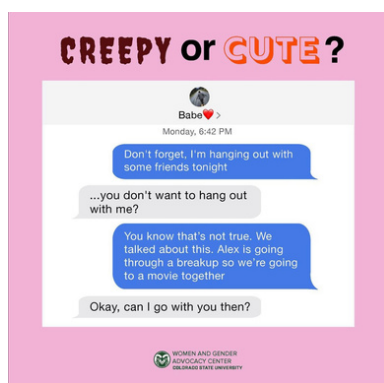 CREEPY or CUTE?
Babe❤️ >
Monday, 6:42 PM
Don't forget, I'm hanging out with
some friends tonight
...you don't want to hang out
with me?
You know that's not true. We
talked about this. Alex is going
through a breakup so we're going
to a movie together
Okay, can I go with you then?
WOMEN AND GENDER
ADVOCACY CENTER
COLORADO STATE UNIVERSITY